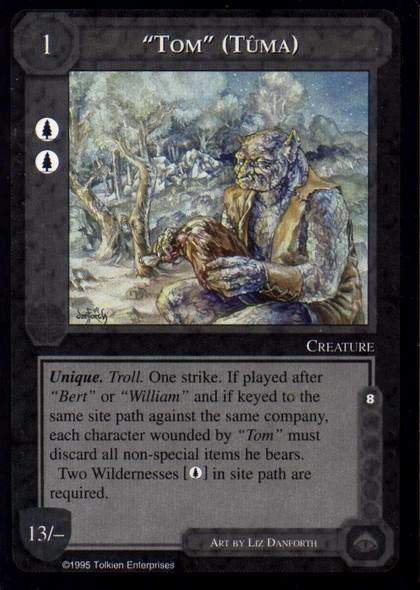 1
"TOM" (TÛMA)
DANFORTH
CREATURE
Unique. Troll. One strike. If played after
"Bert" or "William" and if keyed to the
same site path against the same company,
each character wounded by "Tom" must
discard all non-special items he bears.
Two Wildernesses [ ] in site path are
required.
8
13/–
ART BY LIZ DANFORTH
©1995 Tolkien Enterprises